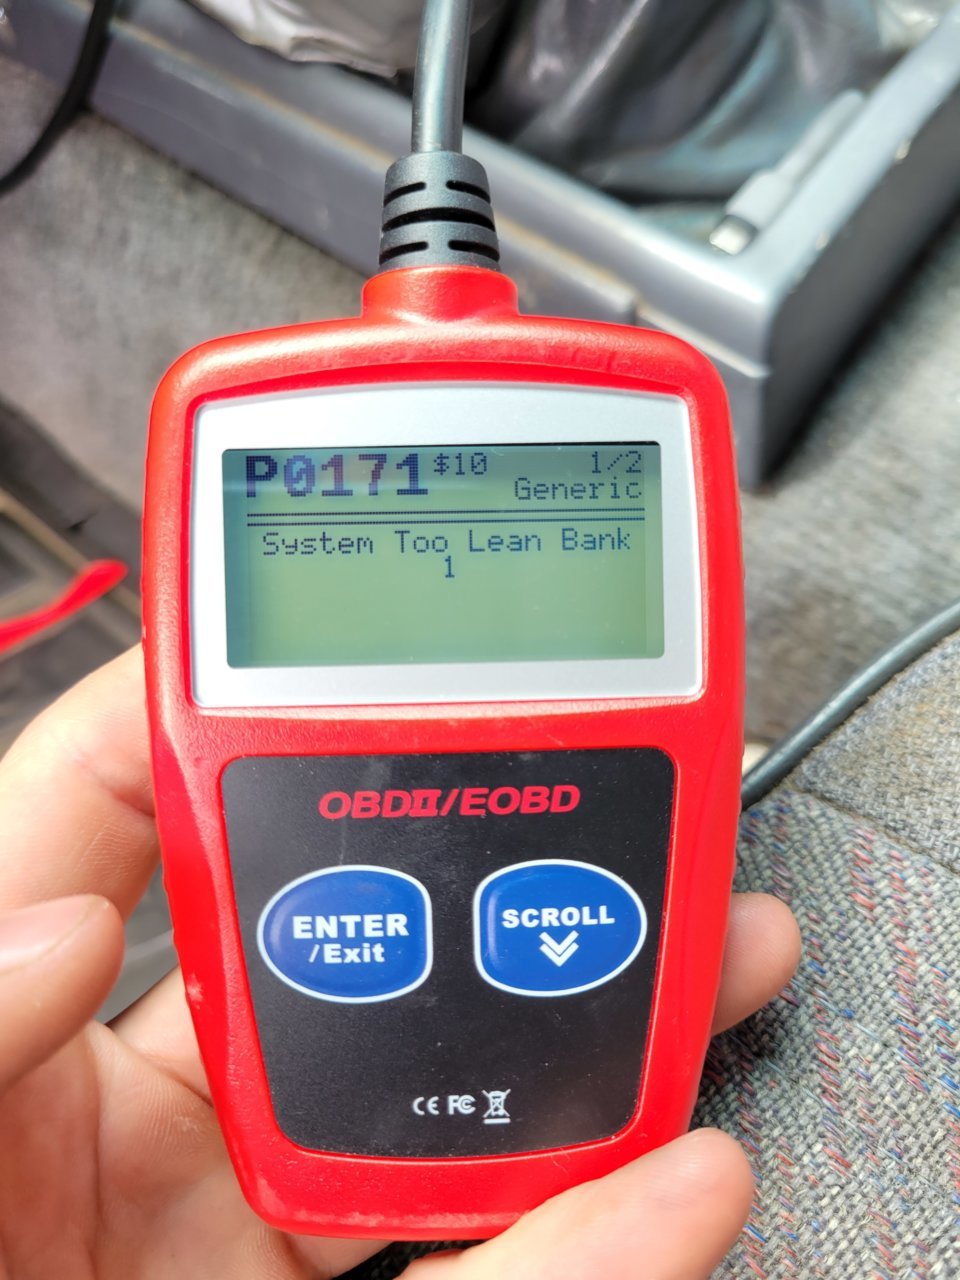 P0171 $10 1/2
Generic
System Too Lean Bank
1
OBDII/EOBD
ENTER
/Exit
SCROLL
CE FC